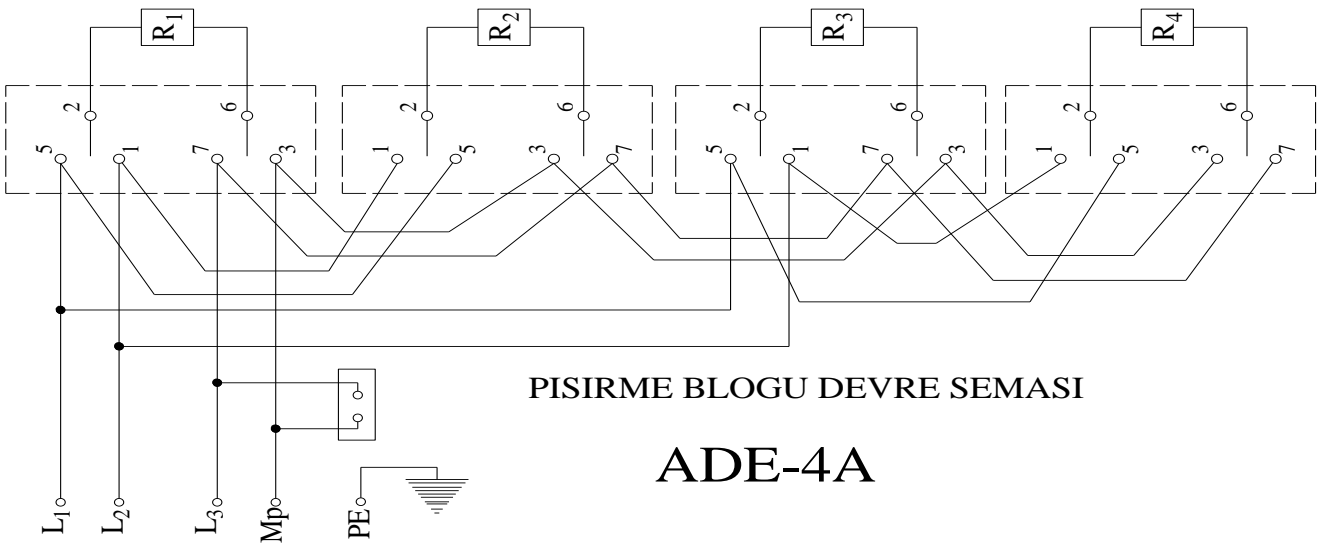 R1 R2 R3 R4
2 6 2 6 2 6 2 6
5 1 7 3 1 5 3 7 5 1 7 3 1 5 3 7
PISIRME BLOGU DEVRE SEMASI
ADE-4A
L1 L2 L3 Mp PE